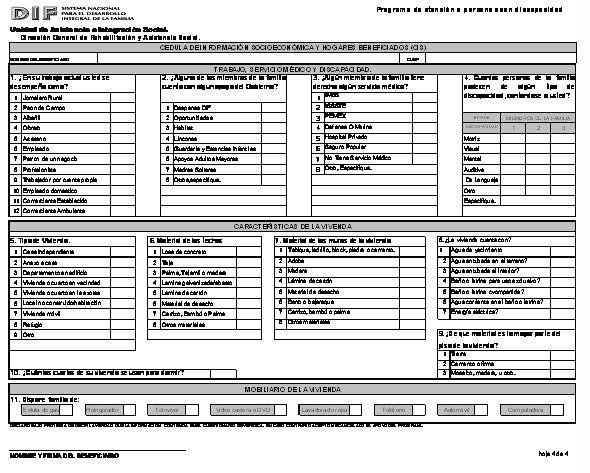 DIF SISTEMA NACIONAL
PARA EL DESARROLLO
INTEGRAL DE LA FAMILIA
Programa de atención a personas con discapacidad
Unidad de Asistencia e Integración Social.
Dirección General de Rehabilitación y Asistencia Social.
CEDULA DE INFORMACIÓN SOCIOECONÓMICA Y HOGARES BENEFICIADOS (CIS)
NOMBRE DEL BENEFICIADO
CURP
TRABAJO, SERVICIO MÉDICO Y DISCAPACIDAD.
1. ¿En su trabajo actual usted se
desempeña como?
1 Jornalero Rural
2 Peón de Campo
3 Albañil
4 Obrero
5 Artesano
6 Empleado
7 Patrón de un negocio
8 Profesionista
9 Trabajador por cuenta propia
10 Empleado domestico
11 Comerciante Establecido
12 Comerciante Ambulante
2. ¿Alguno de los miembros de la familia
cuenta con algún apoyo del Gobierno?
1 Despensa DIF
2 Oportunidades
3 Habitat
4 Liconsa
5 Guarderia y Estancias Infantiles
6 Apoyos Adultos Mayores
7 Madres Solteras
8 Otro, especifique.
3. ¿Algún miembro de la familia tiene
derecho algún servicio médico?
1 IMSS
2 ISSSTE
3 PEMEX
4 Defensa O Marina
5 Hospital Privado
6 Seguro Popular
7 No Tiene Servicio Médico
8 Otro, Especifique.
4. Cuántas personas de la familia
padecen de algún tipo de
discapacidad, contándose a usted?
TIPO DE
DISCAPACIDAD
MIEMBROS DE LA FAMILIA
1 2 3
Motriz
Visual
Mental
Auditiva
De Lenguaje
Otro
Especifique.
CARACTERÍSTICAS DE LA VIVIENDA
5. Tipo de Vivienda.
1 Casa Independiente
2 Anexo a casa
3 Departamento en edificio
4 Vivienda o cuarto en vecindad
5 Vivienda o cuarto en la azotea
6 Local no construido habitación
7 Vivienda móvil
8 Refugio
9 Otro
6. Material de los techos
1 Losa de concreto
2 Teja
3 Palma, Tejamil o madera
4 Lamina galvanizada/asbesto
5 Lamina de cartón
6 Material de desecho
7 Carrizo, Bambú o Palma
8 Otros materiales
7. Material de los muros de la vivienda
1 Tabique, ladrillo, block, piedra o cemento.
2 Adobe
3 Madera
4 Lámina de cartón
5 Material de desecho
6 Barro o bajareque
7 Carrizo, bambú o palma
8 Otros materiales
8. ¿La vivienda cuenta con?
1 Agua de yacimiento
2 Agua entubada en el terreno?
3 Agua entubada al interior?
4 Baño o letrina para uso exclusivo?
5 Baño o letrina compartida?
6 Agua corriente en el baño o letrina?
7 Energía eléctrica?
9. ¿De que material es la mayor parte del
piso de la vivienda?
1 Tierra
2 Cemento o firme
3 Mosaico, madera, u otro.
10. ¿Cuántos cuartos de su vivienda se usan para dormir?
MOBILIARIO DE LA VIVIENDA
11. Dispone familia de:
Estufa de gas
Refrigerador
Televisor
Video casetera o DVD
Lavadora de ropa
Teléfono
Automóvil
Computadora
NOMBRE Y FIRMA DEL BENEFICIARIO
hoja 4 de 4